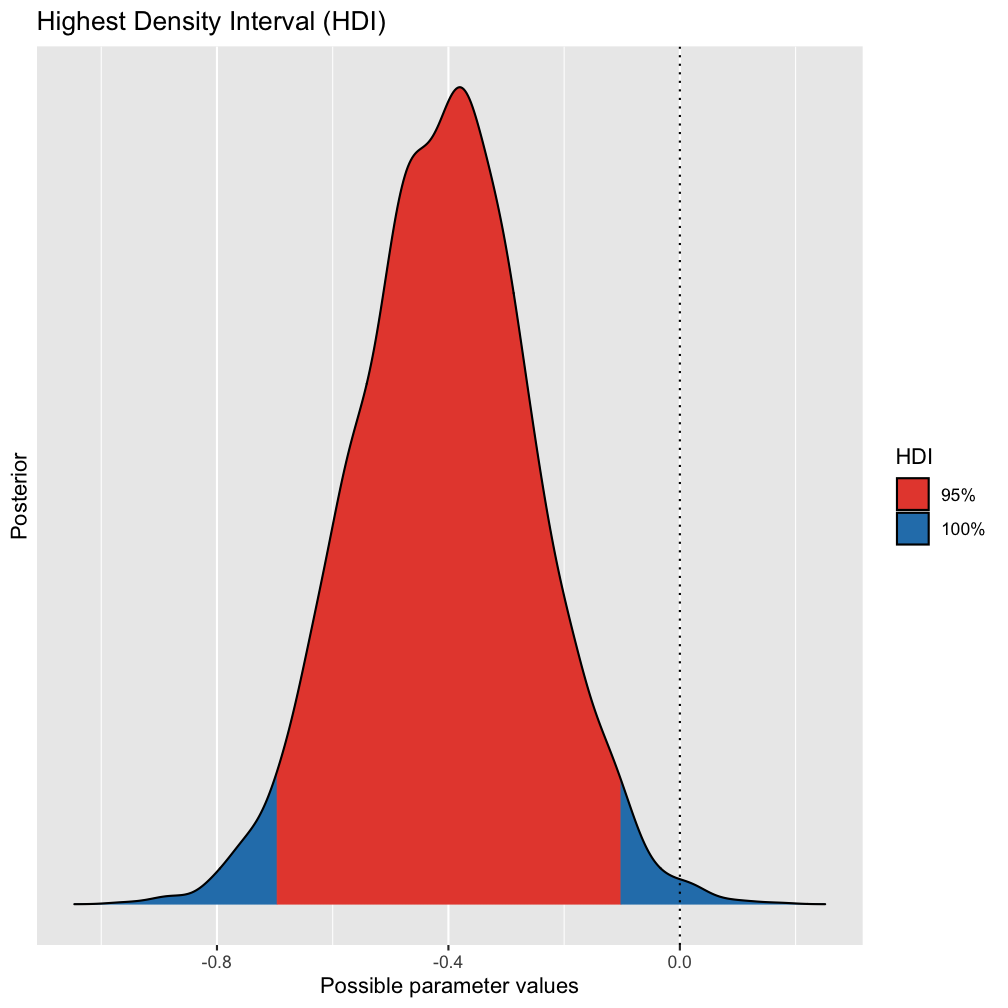 Highest Density Interval (HDI)
Posterior
HDI
95%
100%
-0.8
-0.4
0.0
Possible parameter values